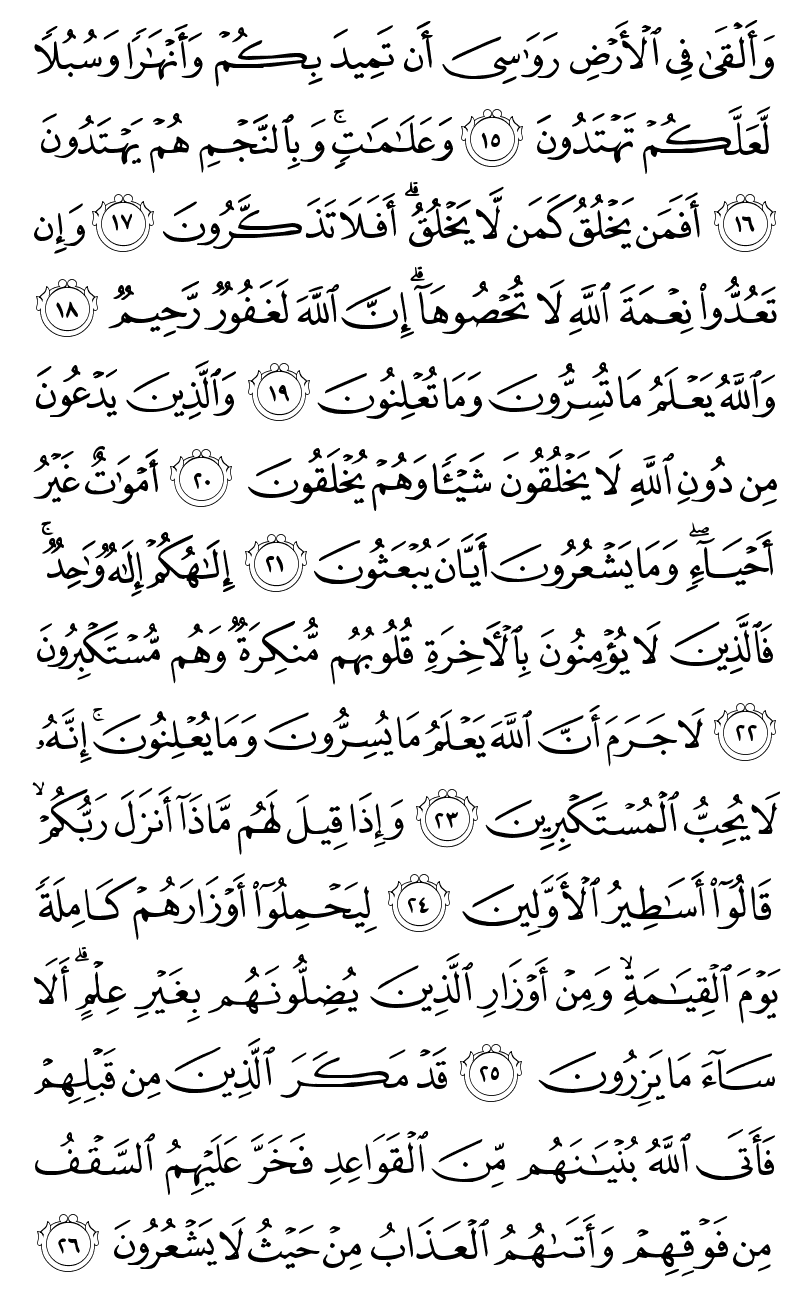 وَأَلۡقَىٰ فِي ٱلۡأَرۡضِ رَوَٰسِيَ أَن تَمِيدَ بِكُمۡ وَأَنۡهَٰرٗا وَسُبُلٗا
لَّعَلَّكُمۡ تَهۡتَدُونَ ١٥ وَعَلَٰمَٰتٖۚ وَبِٱلنَّجۡمِ هُمۡ يَهۡتَدُونَ
١٦ أَفَمَن يَخۡلُقُ كَمَن لَّا يَخۡلُقُۗ أَفَلَا تَذَكَّرُونَ ١٧ وَإِن
تَعُدُّواْ نِعۡمَةَ ٱللَّهِ لَا تُحۡصُوهَآۗ إِنَّ ٱللَّهَ لَغَفُورٞ رَّحِيمٞ ١٨
وَٱللَّهُ يَعۡلَمُ مَا تُسِرُّونَ وَمَا تُعۡلِنُونَ ١٩ وَٱلَّذِينَ يَدۡعُونَ
مِن دُونِ ٱللَّهِ لَا يَخۡلُقُونَ شَيۡـٔٗا وَهُمۡ يُخۡلَقُونَ ٢٠ أَمۡوَٰتٌ غَيۡرُ
أَحۡيَآءٖۖ وَمَا يَشۡعُرُونَ أَيَّانَ يُبۡعَثُونَ ٢١ إِلَٰهُكُمۡ إِلَٰهٞ وَٰحِدٞۚ
فَٱلَّذِينَ لَا يُؤۡمِنُونَ بِٱلۡأٓخِرَةِ قُلُوبُهُم مُّنكِرَةٞ وَهُم مُّسۡتَكۡبِرُونَ
٢٢ لَا جَرَمَ أَنَّ ٱللَّهَ يَعۡلَمُ مَا يُسِرُّونَ وَمَا يُعۡلِنُونَۚ إِنَّهُۥ
لَا يُحِبُّ ٱلۡمُسۡتَكۡبِرِينَ ٢٣ وَإِذَا قِيلَ لَهُم مَّاذَآ أَنزَلَ رَبُّكُمۡۙ
قَالُوٓاْ أَسَٰطِيرُ ٱلۡأَوَّلِينَ ٢٤ لِيَحۡمِلُوٓاْ أَوۡزَارَهُمۡ كَامِلَةٗ
يَوۡمَ ٱلۡقِيَٰمَةِۙ وَمِنۡ أَوۡزَارِ ٱلَّذِينَ يُضِلُّونَهُم بِغَيۡرِ عِلۡمٍۗ أَلَا
سَآءَ مَا يَزِرُونَ ٢٥ قَدۡ مَكَرَ ٱلَّذِينَ مِن قَبۡلِهِمۡ
فَأَتَى ٱللَّهُ بُنۡيَٰنَهُم مِّنَ ٱلۡقَوَاعِدِ فَخَرَّ عَلَيۡهِمُ ٱلسَّقۡفُ
مِن فَوۡقِهِمۡ وَأَتَىٰهُمُ ٱلۡعَذَابُ مِنۡ حَيۡثُ لَا يَشۡعُرُونَ ٢٦